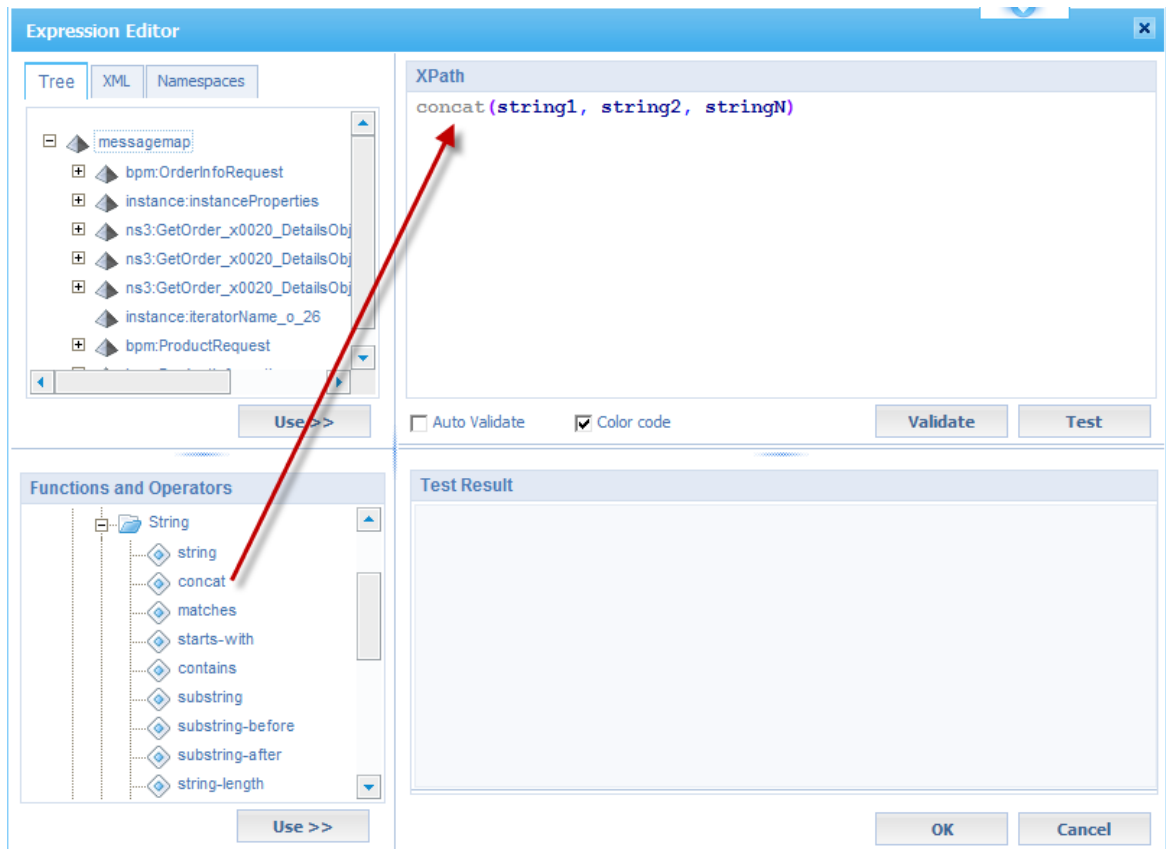 Expression Editor
Tree XML Namespaces
messagemap
bpm:OrderInfoRequest
instance:instanceProperties
ns3:GetOrder_x0020_DetailsObj
ns3:GetOrder_x0020_DetailsObj
ns3:GetOrder_x0020_DetailsObj
instance:iteratorName_o_26
bpm:ProductRequest
Use >>
XPath
concat(string1, string2, stringN)
Auto Validate Color code Validate Test
Functions and Operators
String
string
concat
matches
starts-with
contains
substring
substring-before
substring-after
string-length
Use >>
Test Result
OK Cancel